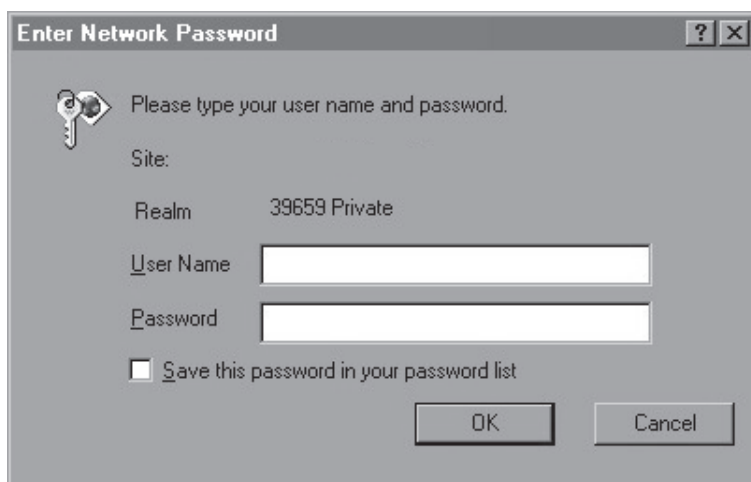 Enter Network Password
Please type your user name and password.
Site:
Realm 39659 Private
User Name
Password
Save this password in your password list
OK Cancel